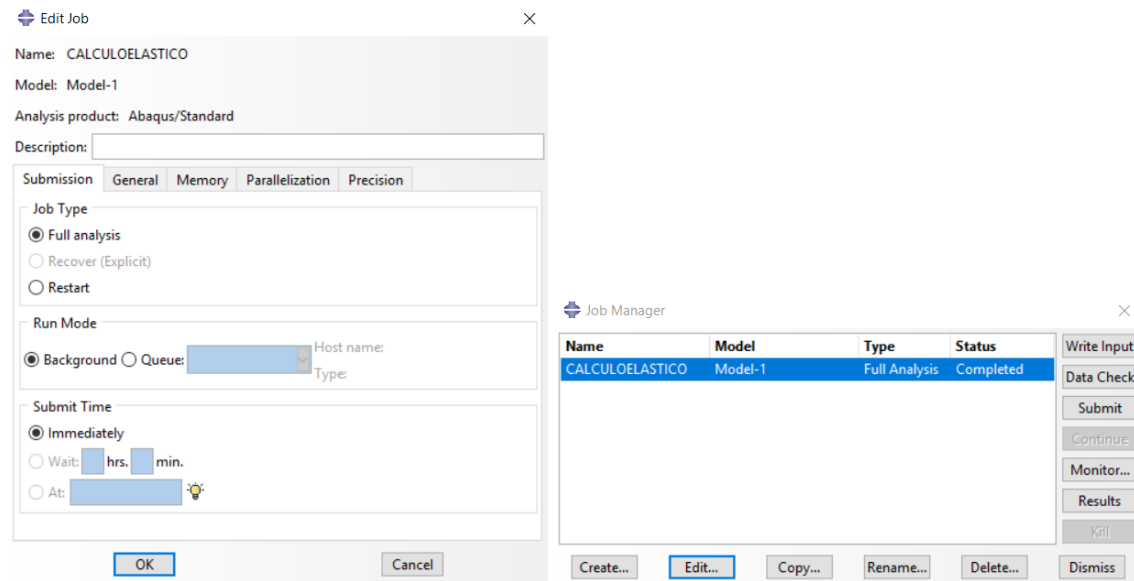 Edit Job
Name: CALCULOELASTICO
Model: Model-1
Analysis product: Abaqus/Standard
Description:
Submission General Memory Parallelization Precision
Job Type
Full analysis
Recover (Explicit)
Restart
Run Mode
Background Queue: Host name:
Type:
Submit Time
Immediately
Wait: hrs. min.
At:
OK Cancel
Job Manager
Name Model Type Status
CALCULOELASTICO Model-1 Full Analysis Completed
Write Input
Data Check
Submit
Continue
Monitor...
Results
Kill
Create... Edit... Copy... Rename... Delete... Dismiss